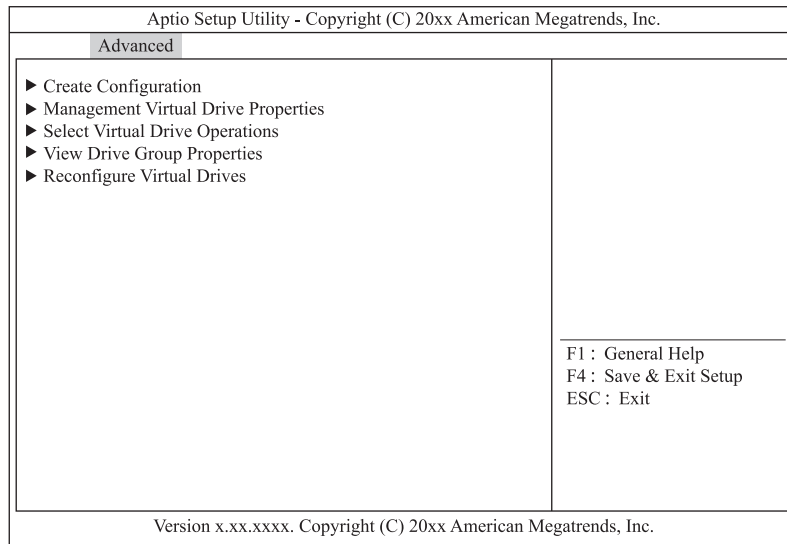 Aptio Setup Utility - Copyright (C) 20xx American Megatrends, Inc.
Advanced
▶ Create Configuration
▶ Management Virtual Drive Properties
▶ Select Virtual Drive Operations
▶ View Drive Group Properties
▶ Reconfigure Virtual Drives
F1 : General Help
F4 : Save & Exit Setup
ESC : Exit
Version x.xx.xxxx. Copyright (C) 20xx American Megatrends, Inc.